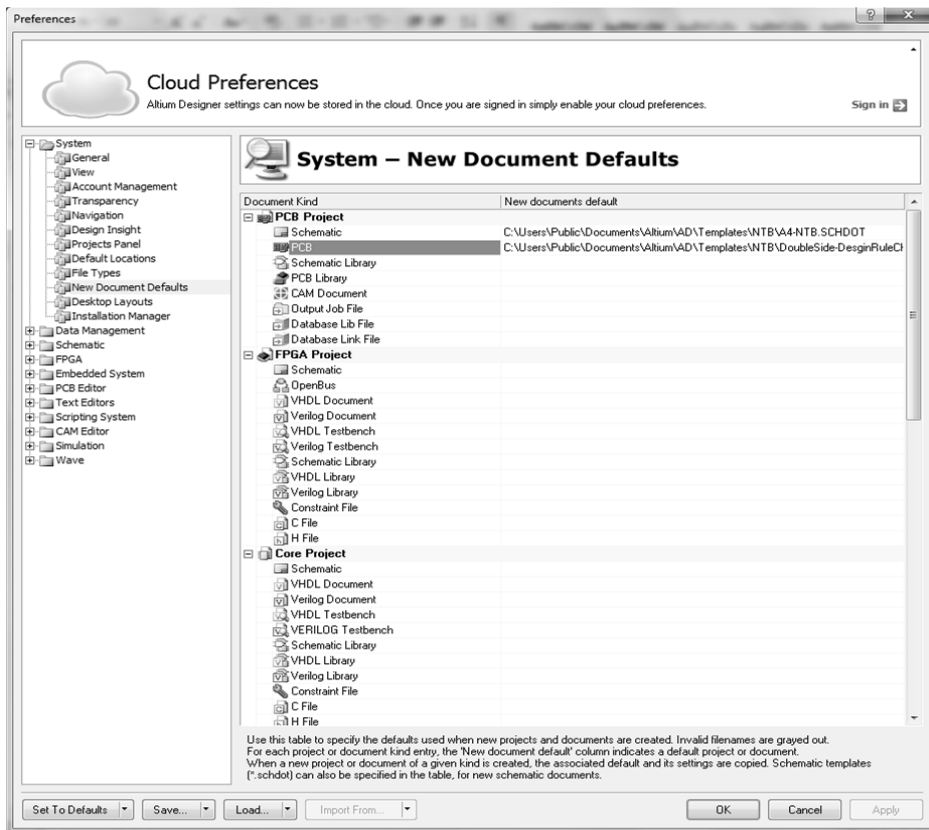 Preferences
Cloud Preferences
Altium Designer settings can now be stored in the cloud. Once you are signed in simply enable your cloud preferences.
Sign in
System
General
View
Account Management
Transparency
Navigation
Design Insight
Projects Panel
Default Locations
File Types
New Document Defaults
Desktop Layouts
Installation Manager
Data Management
Schematic
FPGA
Embedded System
PCB Editor
Text Editors
Scripting System
CAM Editor
Simulation
Wave
System – New Document Defaults
Document Kind New documents default
PCB Project
Schematic C:\Users\Public\Documents\Altium\AD\Templates\NTB\A4-NTB.SCHDOT
PCB C:\Users\Public\Documents\Altium\AD\Templates\NTB\DoubleSide-DesginRuleCH
Schematic Library
PCB Library
CAM Document
Output Job File
Database Lib File
Database Link File
FPGA Project
Schematic
OpenBus
VHDL Document
Verilog Document
VHDL Testbench
Verilog Testbench
Schematic Library
VHDL Library
Verilog Library
Constraint File
C File
H File
Core Project
Schematic
VHDL Document
Verilog Document
VHDL Testbench
VERILOG Testbench
Schematic Library
VHDL Library
Verilog Library
Constraint File
C File
H File
Use this table to specify the defaults used when new projects and documents are created. Invalid filenames are grayed out.
For each project or document kind entry, the 'New document default' column indicates a default project or document.
When a new project or document of a given kind is created, the associated default and its settings are copied. Schematic templates
(*.schdot) can also be specified in the table, for new schematic documents.
Set To Defaults Save... Load... Import From... OK Cancel Apply